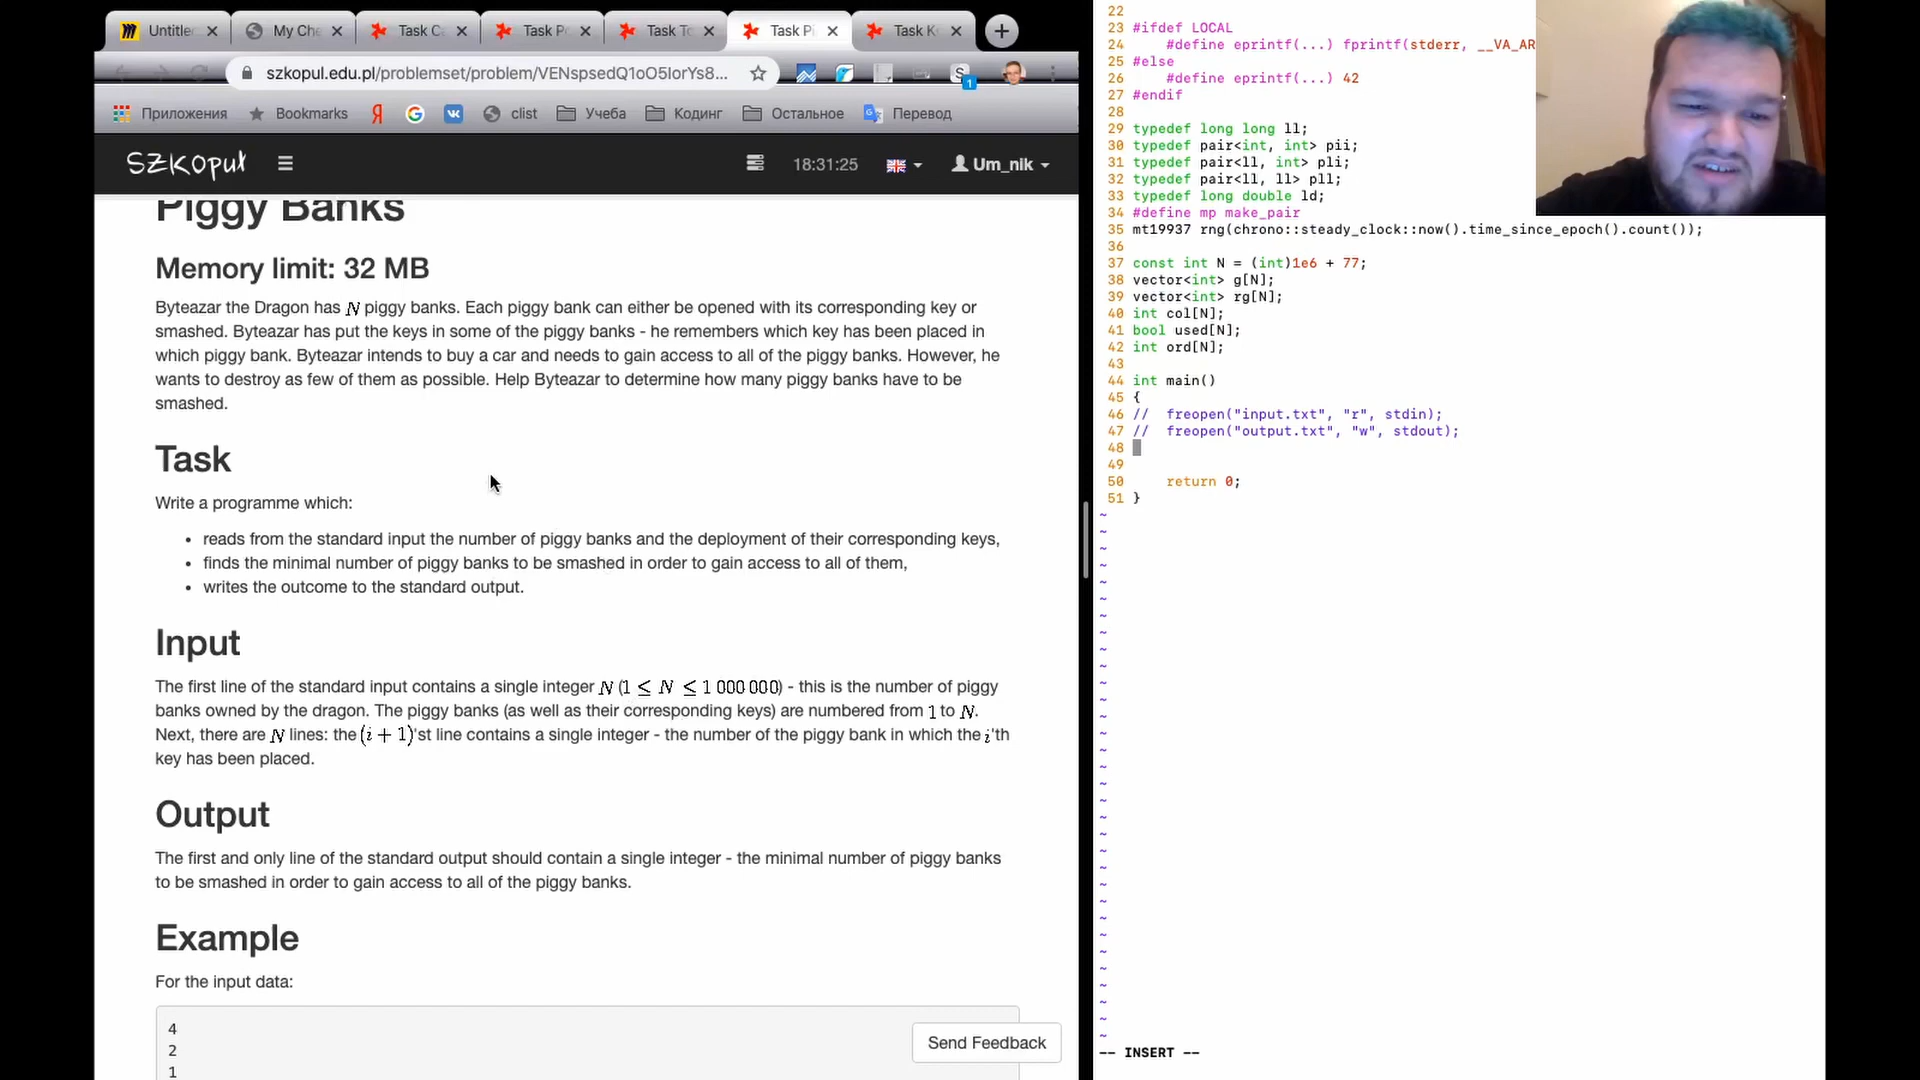 Untitle
My Che
Task C
Task P
Task T
Task Pi
Task K
szkopul.edu.pl/problemset/problem/VENspsedQ1oO5IorYs8...
S
1
Приложения
Bookmarks
Я
clist
Учеба
Кодинг
Остальное
Перевод
SZKOPUŁ
18:31:25
Um_nik
Piggy Banks
Memory limit: 32 MB
Byteazar the Dragon has N piggy banks. Each piggy bank can either be opened with its corresponding key or
smashed. Byteazar has put the keys in some of the piggy banks - he remembers which key has been placed in
which piggy bank. Byteazar intends to buy a car and needs to gain access to all of the piggy banks. However, he
wants to destroy as few of them as possible. Help Byteazar to determine how many piggy banks have to be
smashed.
Task
Write a programme which:
• reads from the standard input the number of piggy banks and the deployment of their corresponding keys,
• finds the minimal number of piggy banks to be smashed in order to gain access to all of them,
• writes the outcome to the standard output.
Input
The first line of the standard input contains a single integer N (1 ≤ N ≤ 1 000 000) - this is the number of piggy
banks owned by the dragon. The piggy banks (as well as their corresponding keys) are numbered from 1 to N.
Next, there are N lines: the (i + 1)'st line contains a single integer - the number of the piggy bank in which the i'th
key has been placed.
Output
The first and only line of the standard output should contain a single integer - the minimal number of piggy banks
to be smashed in order to gain access to all of the piggy banks.
Example
For the input data:
4
2
1
Send Feedback
22
23 #ifdef LOCAL
24     #define eprintf(...) fprintf(stderr, __VA_AR
25 #else
26     #define eprintf(...) 42
27 #endif
28
29 typedef long long ll;
30 typedef pair<int, int> pii;
31 typedef pair<ll, int> pli;
32 typedef pair<ll, ll> pll;
33 typedef long double ld;
34 #define mp make_pair
35 mt19937 rng(chrono::steady_clock::now().time_since_epoch().count());
36
37 const int N = (int)1e6 + 77;
38 vector<int> g[N];
39 vector<int> rg[N];
40 int col[N];
41 bool used[N];
42 int ord[N];
43
44 int main()
45 {
46 //  freopen("input.txt", "r", stdin);
47 //  freopen("output.txt", "w", stdout);
48
49
50     return 0;
51 }
-- INSERT --